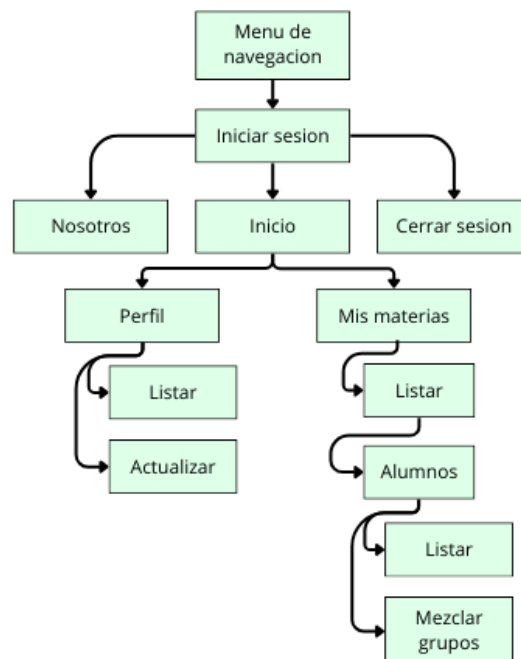 Menu de
navegacion
Iniciar sesion
Nosotros
Inicio
Cerrar sesion
Perfil
Mis materias
Listar
Listar
Actualizar
Alumnos
Listar
Mezclar
grupos